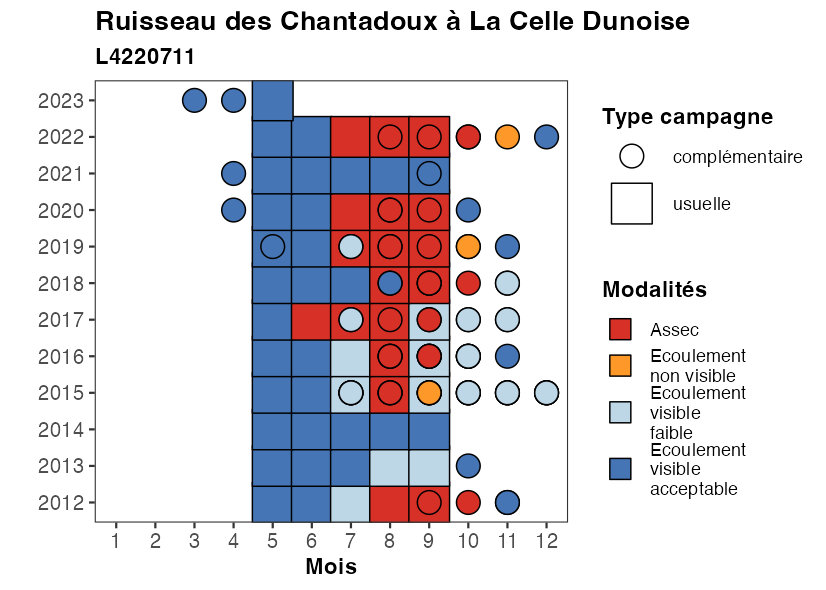 Ruisseau des Chantadoux à La Celle Dunoise
L4220711
2023
2022
2021
2020
2019
2018
2017
2016
2015
2014
2013
2012
1 2 3 4 5 6 7 8 9 10 11 12
Mois
Type campagne
complémentaire
usuelle
Modalités
Assec
Ecoulement
non visible
Ecoulement
visible
faible
Ecoulement
visible
acceptable